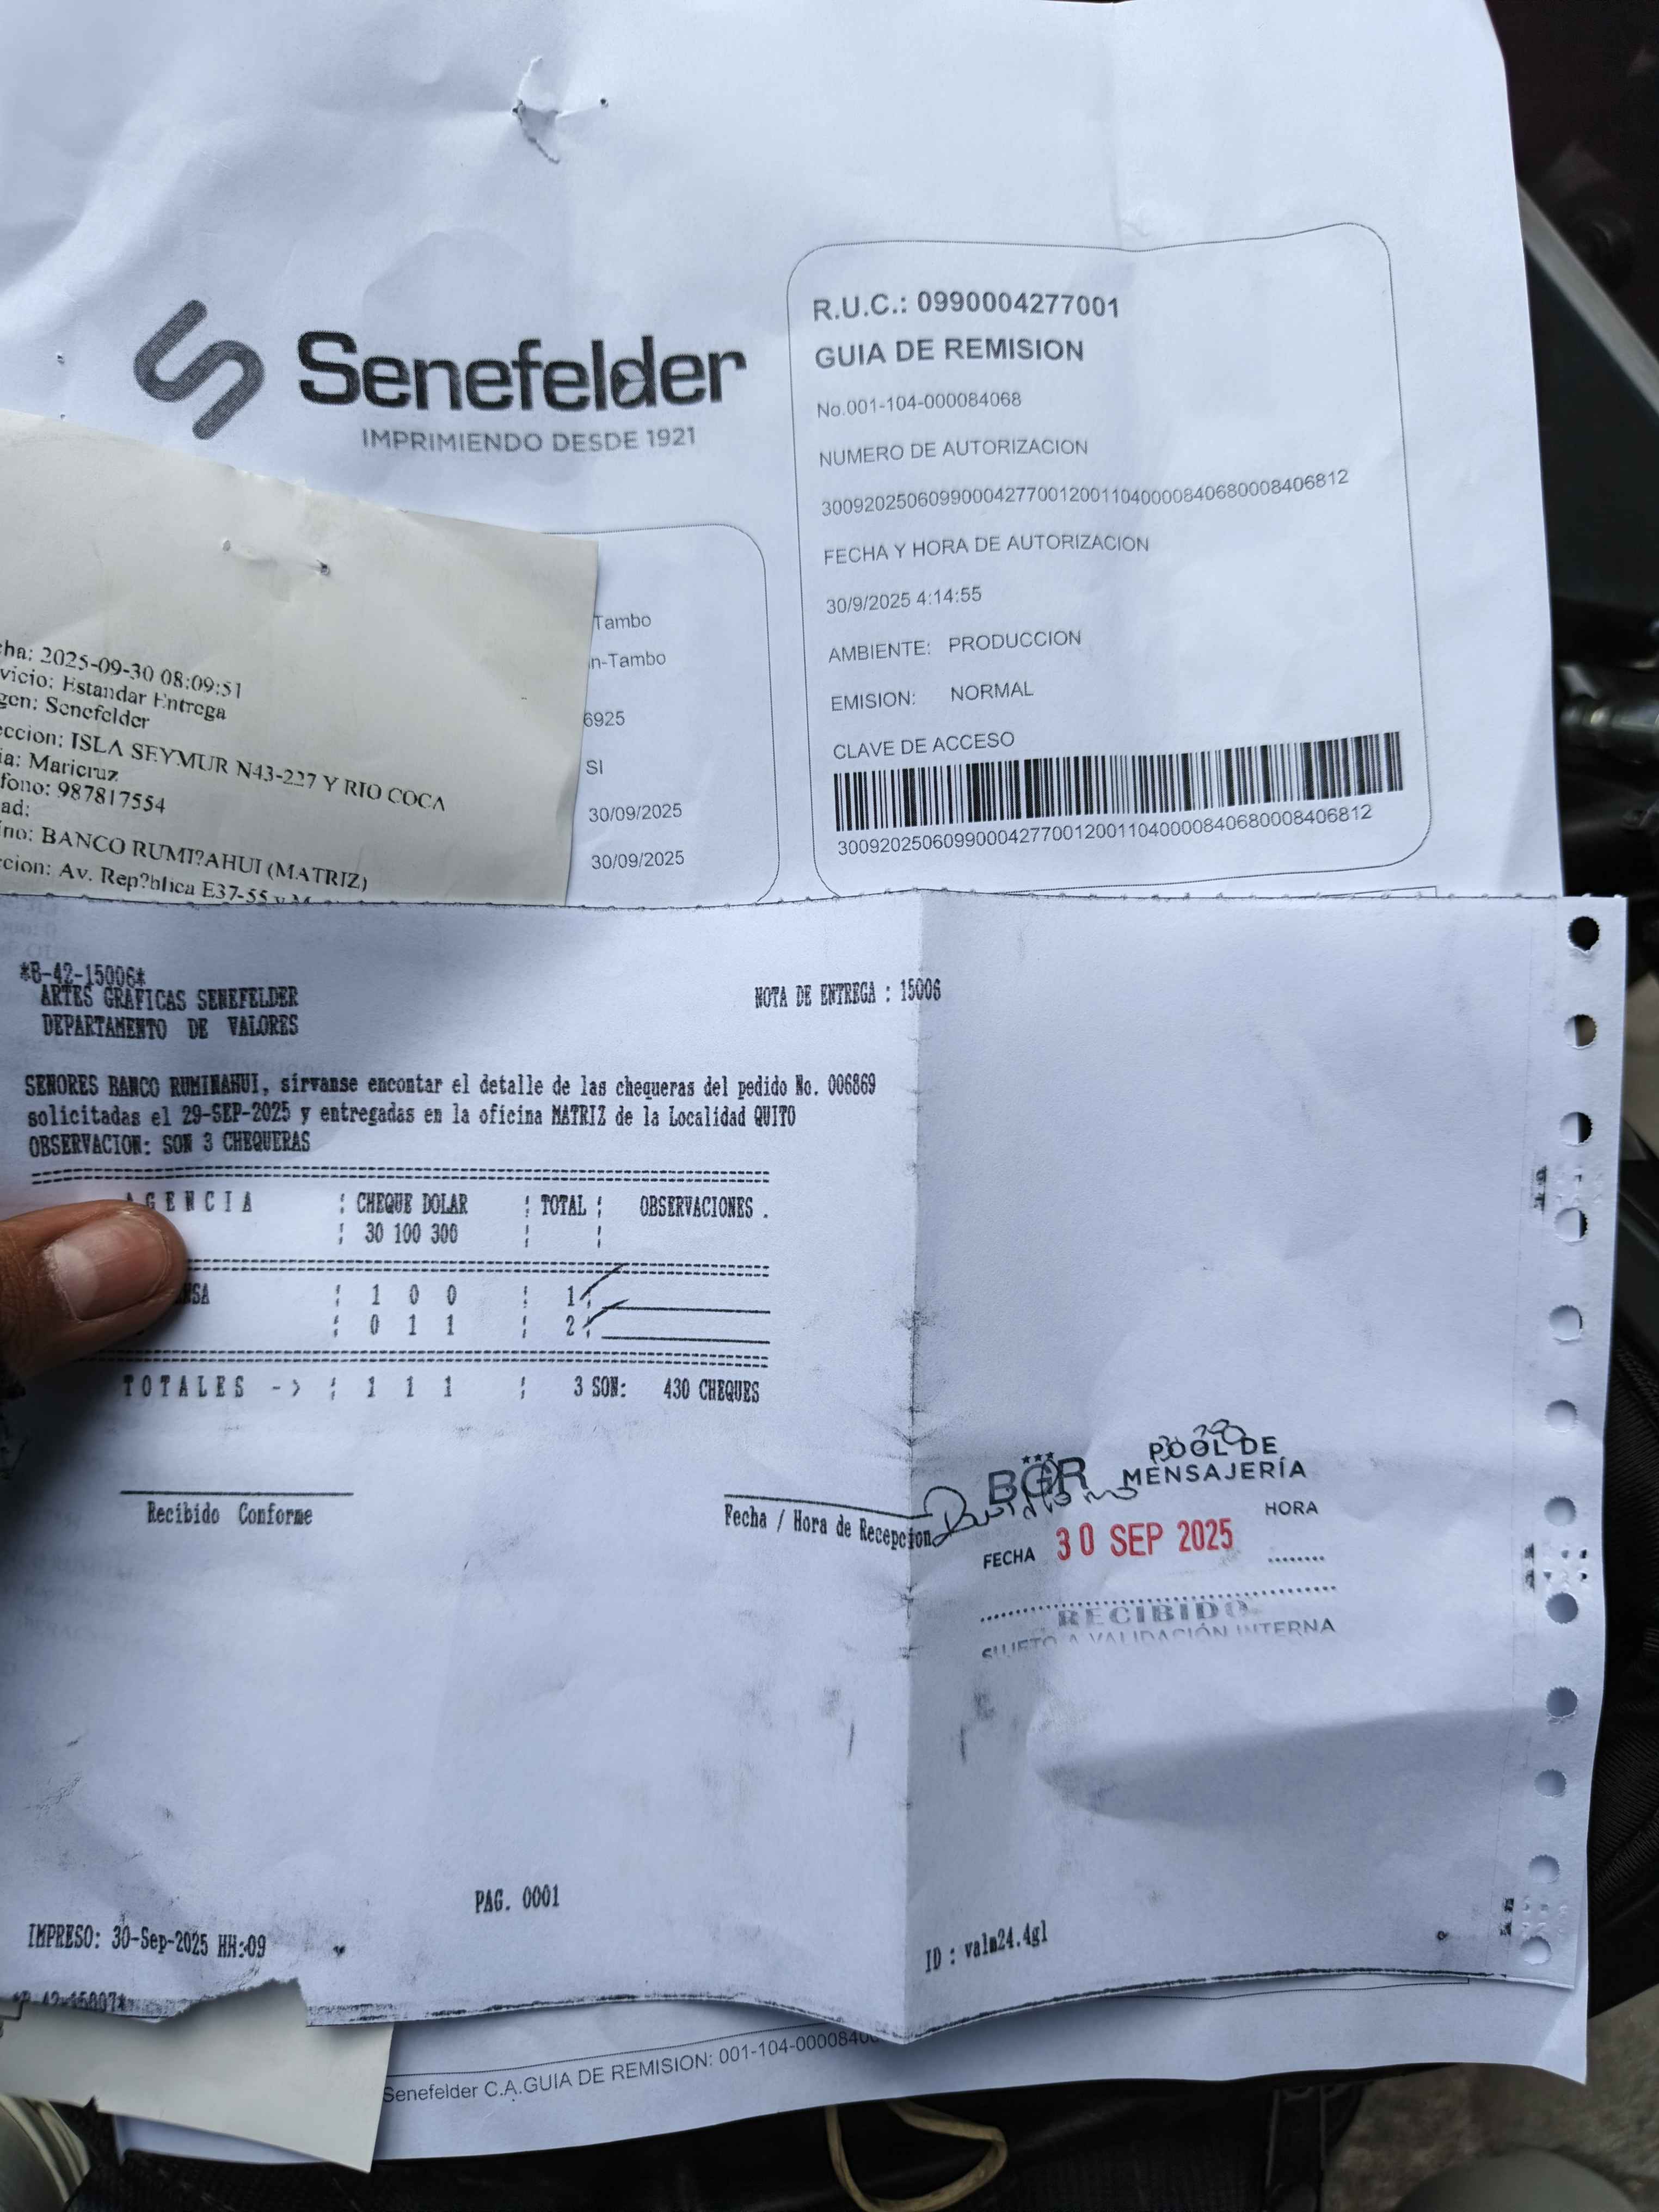 Senefelder
IMPRIMIENDO DESDE 1921
R.U.C.: 0990004277001
GUIA DE REMISION
No.001-104-000084068
NUMERO DE AUTORIZACION
3009202506099000427700120011040000840680008406812
FECHA Y HORA DE AUTORIZACION
30/9/2025 4:14:55
AMBIENTE: PRODUCCION
EMISION: NORMAL
CLAVE DE ACCESO
3009202506099000427700120011040000840680008406812
Tambo
n-Tambo
6925
SI
30/09/2025
30/09/2025
cha: 2025-09-30 08:09:51
vicio: Estandar Entrega
gen: Senefelder
eccion: ISLA SEYMUR N43-227 Y RIO COCA
ia: Maricruz
fono: 987817554
ad:
ino: BANCO RUMI?AHUI (MATRIZ)
ccion: Av. Rep?blica E37-55 y
*B-42-15006*
ARTES GRAFICAS SENEFELDER
DEPARTAMENTO DE VALORES
NOTA DE ENTREGA : 15006
SENORES BANCO RUMINAHUI, sírvanse encontar el detalle de las chequeras del pedido No. 006869
solicitadas el 29-SEP-2025 y entregadas en la oficina MATRIZ de la Localidad QUITO
OBSERVACION: SON 3 CHEQUERAS
AGENCIA ¦ CHEQUE DOLAR ¦ TOTAL ¦ OBSERVACIONES .
¦ 30 100 300 ¦ ¦
NSA ¦ 1 0 0 ¦ 1¦
¦ 0 1 1 ¦ 2¦
TOTALES -> ¦ 1 1 1 ¦ 3 SON: 430 CHEQUES
Recibido Conforme
Fecha / Hora de Recepcion
BGR POOL DE
MENSAJERÍA
HORA
FECHA 30 SEP 2025
RECIBIDO
SUJETO A VALIDACIÓN INTERNA
PAG. 0001
IMPRESO: 30-Sep-2025 HH:09
ID : valm24.4gl
*B-42-15007*
Senefelder C.A.GUIA DE REMISION: 001-104-0000840